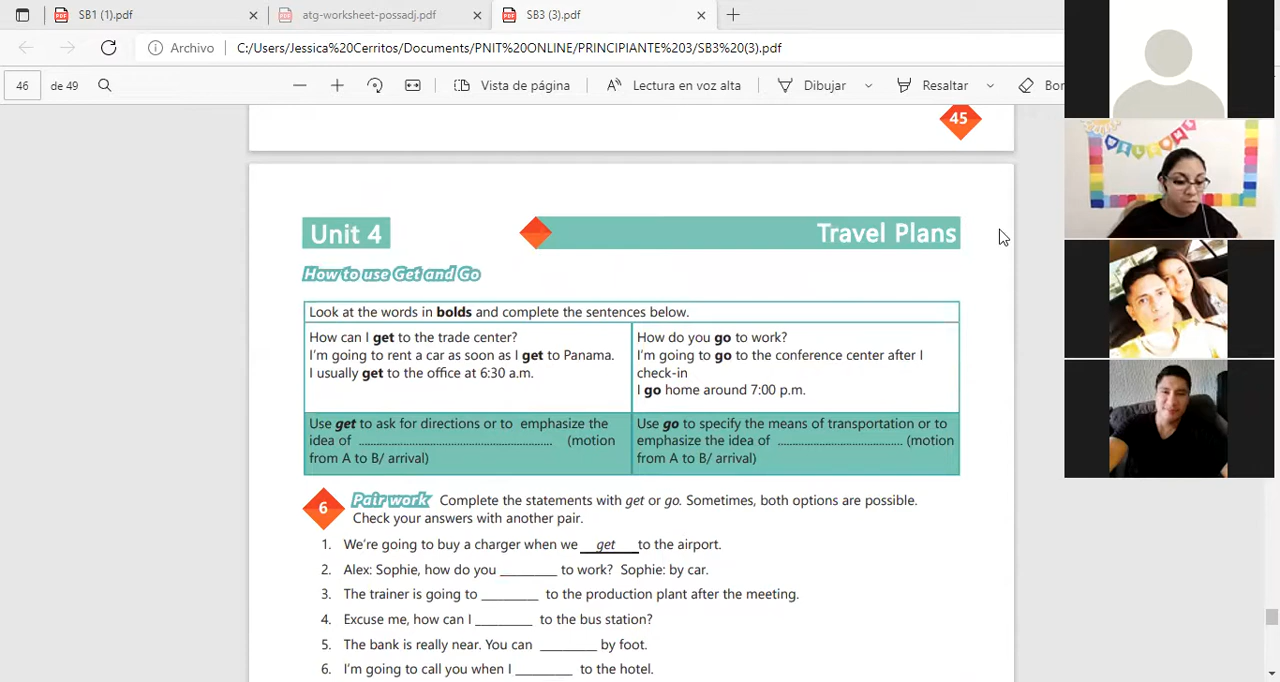 SB1 (1).pdf
atg-worksheet-possadj.pdf
SB3 (3).pdf
Archivo
C:/Users/Jessica%20Cerritos/Documents/PNIT%20ONLINE/PRINCIPIANTE%203/SB3%20(3).pdf
46
de 49
Vista de página
Lectura en voz alta
Dibujar
Resaltar
Bor
45
Unit 4
Travel Plans
How to use Get and Go
Look at the words in bolds and complete the sentences below.
How can I get to the trade center?
I'm going to rent a car as soon as I get to Panama.
I usually get to the office at 6:30 a.m.
How do you go to work?
I'm going to go to the conference center after I
check-in
I go home around 7:00 p.m.
Use get to ask for directions or to emphasize the
idea of ...................................................... (motion
from A to B/ arrival)
Use go to specify the means of transportation or to
emphasize the idea of ................................... (motion
from A to B/ arrival)
6
Pair work Complete the statements with get or go. Sometimes, both options are possible.
Check your answers with another pair.
1. We're going to buy a charger when we __get___to the airport.
2. Alex: Sophie, how do you ________ to work? Sophie: by car.
3. The trainer is going to ________ to the production plant after the meeting.
4. Excuse me, how can I ________ to the bus station?
5. The bank is really near. You can ________ by foot.
6. I'm going to call you when I ________ to the hotel.